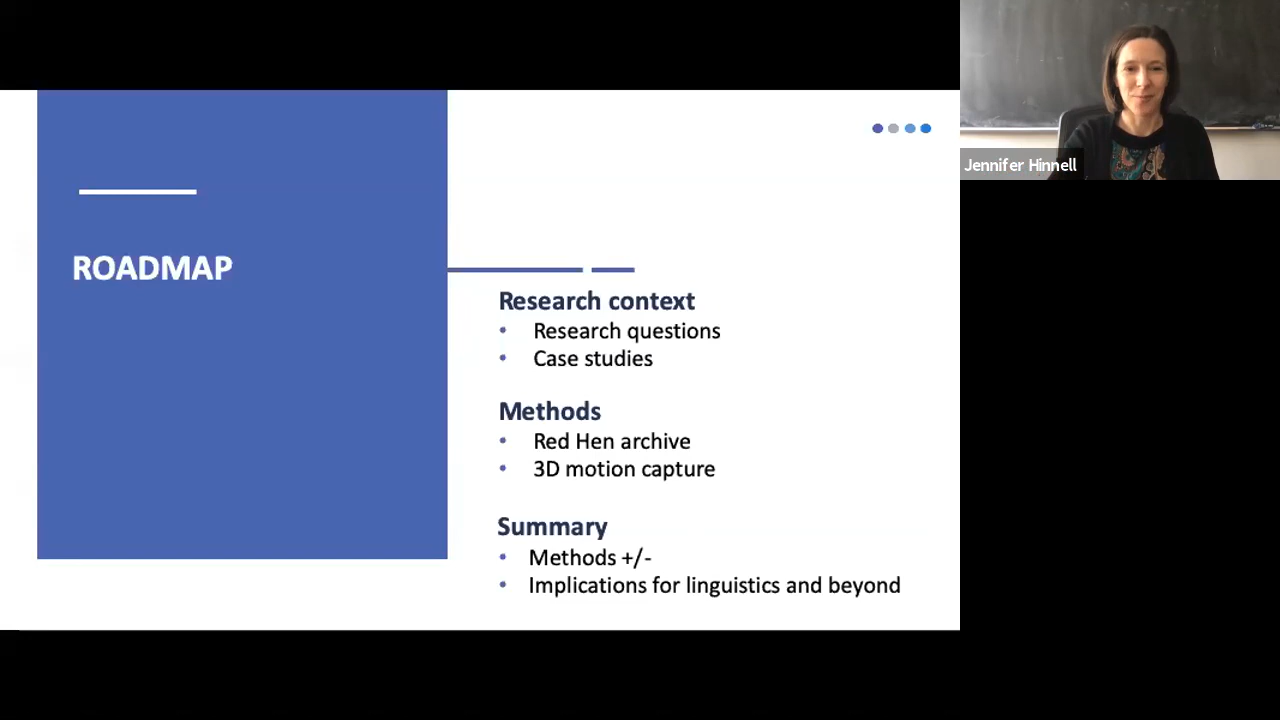 Jennifer Hinnell
ROADMAP
Research context
• Research questions
• Case studies
Methods
• Red Hen archive
• 3D motion capture
Summary
• Methods +/-
• Implications for linguistics and beyond